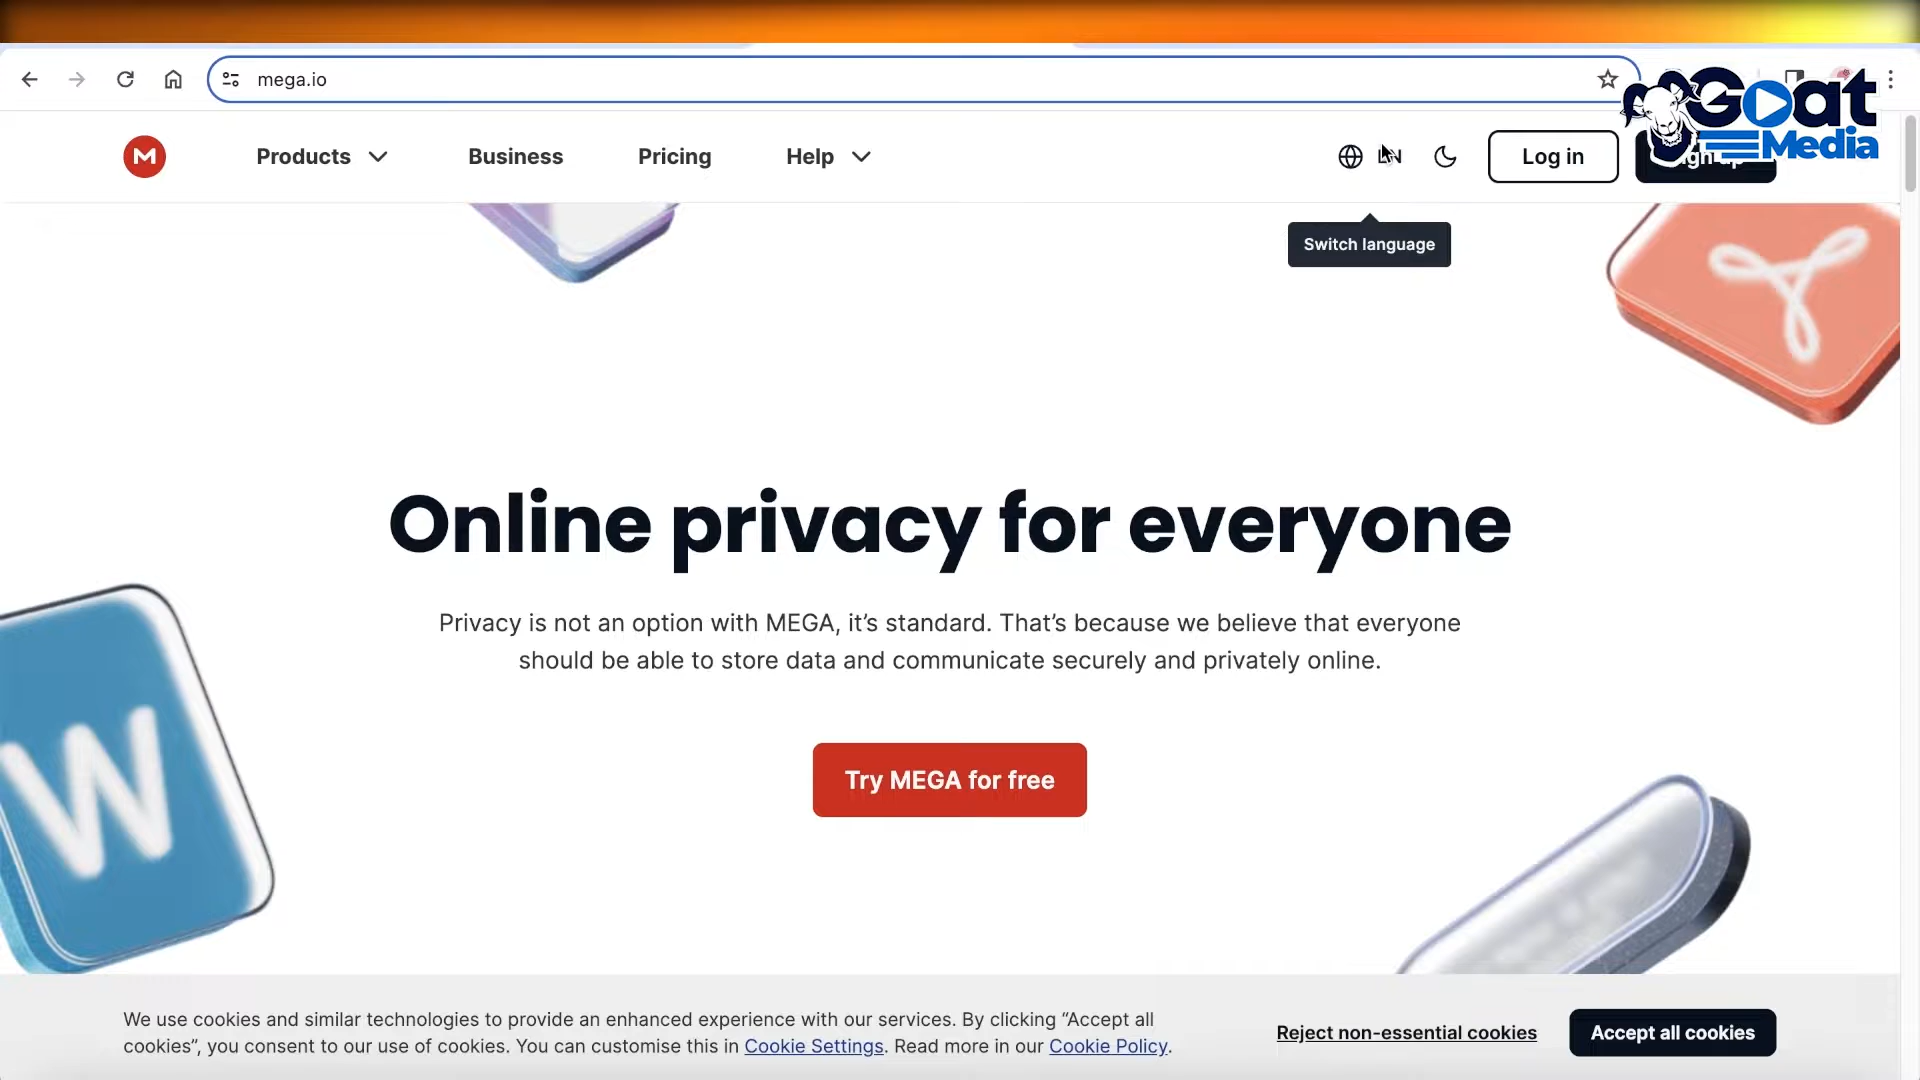 mega.io
Goat
Media
M
Products
Business
Pricing
Help
Log in
Switch language
Online privacy for everyone
Privacy is not an option with MEGA, it’s standard. That’s because we believe that everyone
should be able to store data and communicate securely and privately online.
W
Try MEGA for free
We use cookies and similar technologies to provide an enhanced experience with our services. By clicking “Accept all
cookies”, you consent to our use of cookies. You can customise this in Cookie Settings. Read more in our Cookie Policy.
Reject non-essential cookies
Accept all cookies